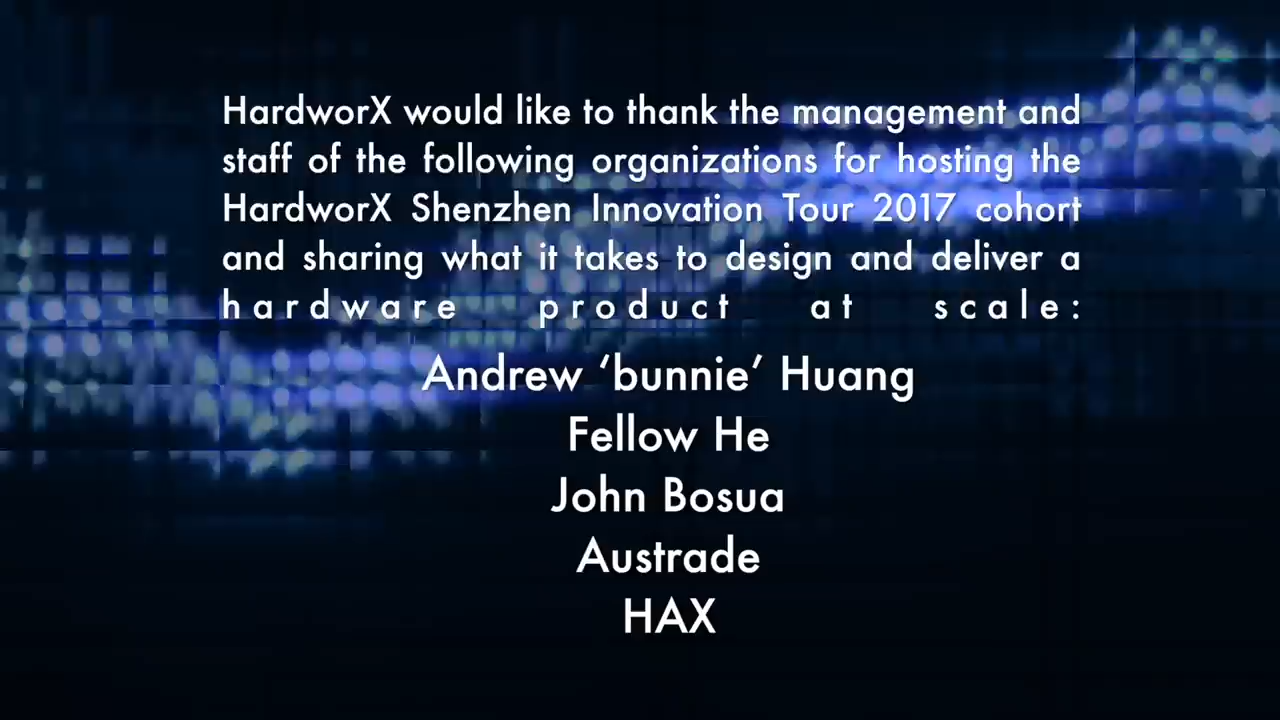 HardworX would like to thank the management and
staff of the following organizations for hosting the
HardworX Shenzhen Innovation Tour 2017 cohort
and sharing what it takes to design and deliver a
hardware product at scale:
Andrew ‘bunnie’ Huang
Fellow He
John Bosua
Austrade
HAX